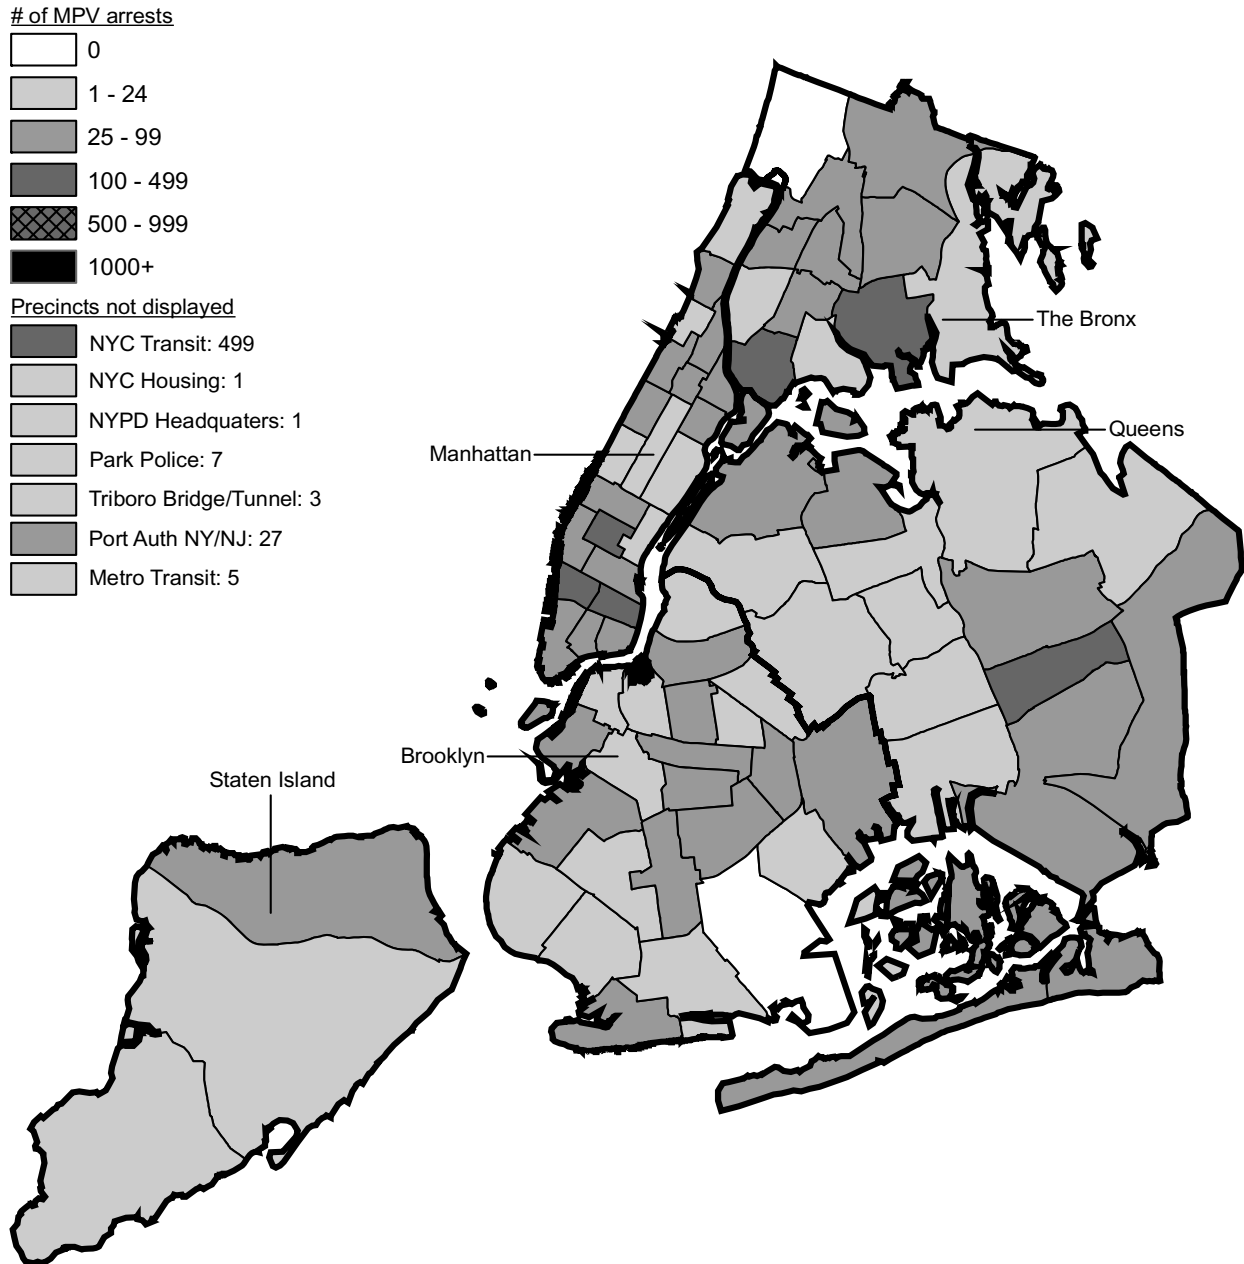 # of MPV arrests
0
1 - 24
25 - 99
100 - 499
500 - 999
1000+
Precincts not displayed
NYC Transit: 499
NYC Housing: 1
NYPD Headquaters: 1
Park Police: 7
Triboro Bridge/Tunnel: 3
Port Auth NY/NJ: 27
Metro Transit: 5
The Bronx
Queens
Manhattan
Brooklyn
Staten Island